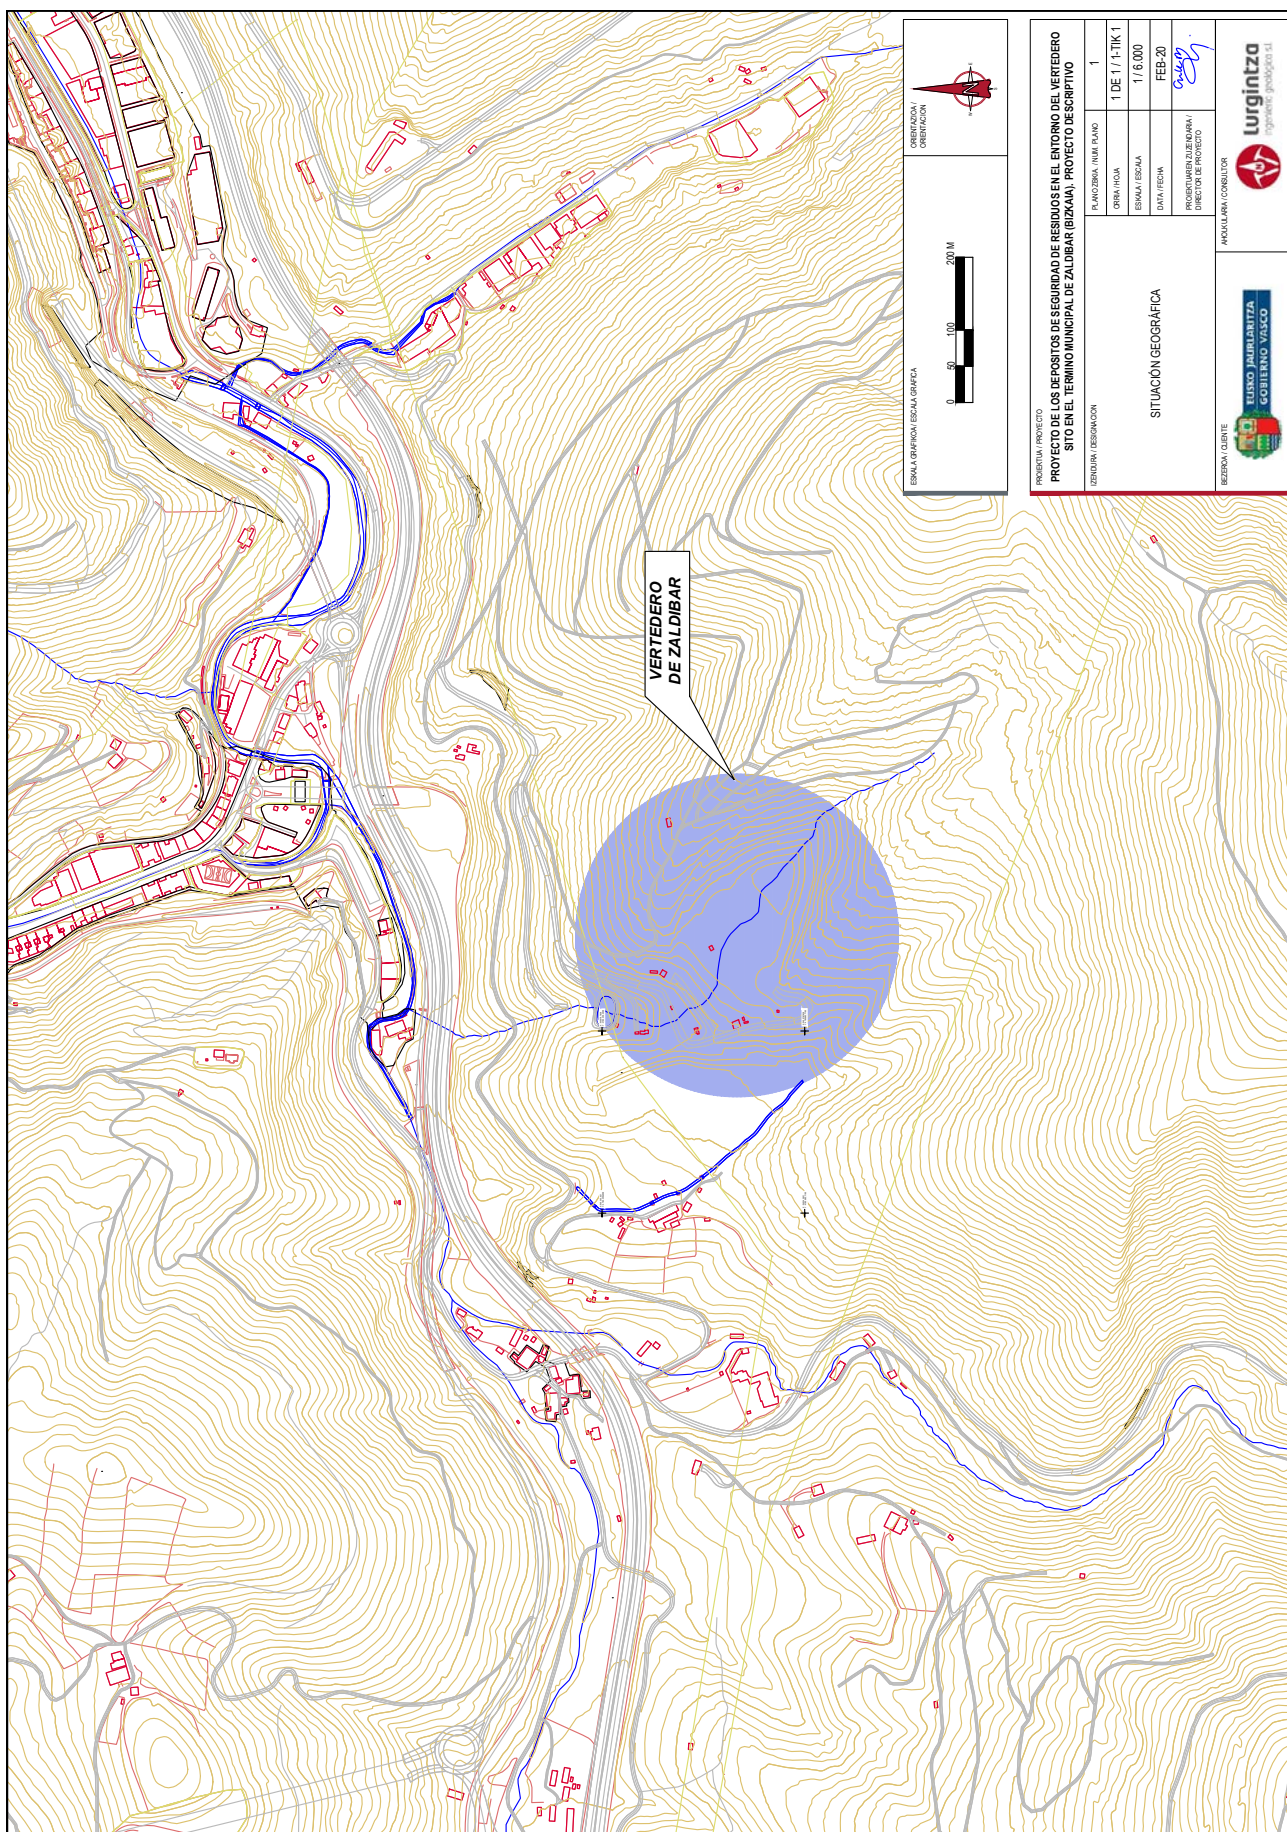 VERTEDERO
DE ZALDIBAR
ESKALA GRAFIKOA / ESCALA GRAFICA
0 50 100 200 M
ORIENTAZIOA /
ORIENTACION
N
PROIEKTUA / PROYECTO
PROYECTO DE LOS DEPOSITOS DE SEGURIDAD DE RESIDUOS EN EL ENTORNO DEL VERTEDERO
SITO EN EL TERMINO MUNICIPAL DE ZALDIBAR (BIZKAIA). PROYECTO DESCRIPTIVO
IZENDURA / DESIGNACION
SITUACIÓN GEOGRÁFICA
PLANO ZBKIA. / NUM. PLANO
1
ORRIA / HOJA
1 DE 1 / 1-TIK 1
ESKALA / ESCALA
1 / 6.000
DATA / FECHA
FEB-20
PROIEKTUAREN ZUZENDARIA /
DIRECTOR DE PROYECTO
BEZEROA / CLIENTE
EUSKO JAURLARITZA
GOBIERNO VASCO
AHOLKULARIA / CONSULTOR
Lurgintza
ingeniería geológica s.l.